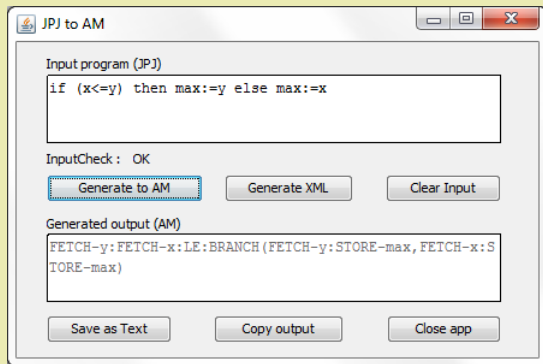 JPJ to AM
Input program (JPJ)
if (x<=y) then max:=y else max:=x
InputCheck : OK
Generate to AM
Generate XML
Clear Input
Generated output (AM)
FETCH-y:FETCH-x:LE:BRANCH(FETCH-y:STORE-max,FETCH-x:S
TORE-max)
Save as Text
Copy output
Close app